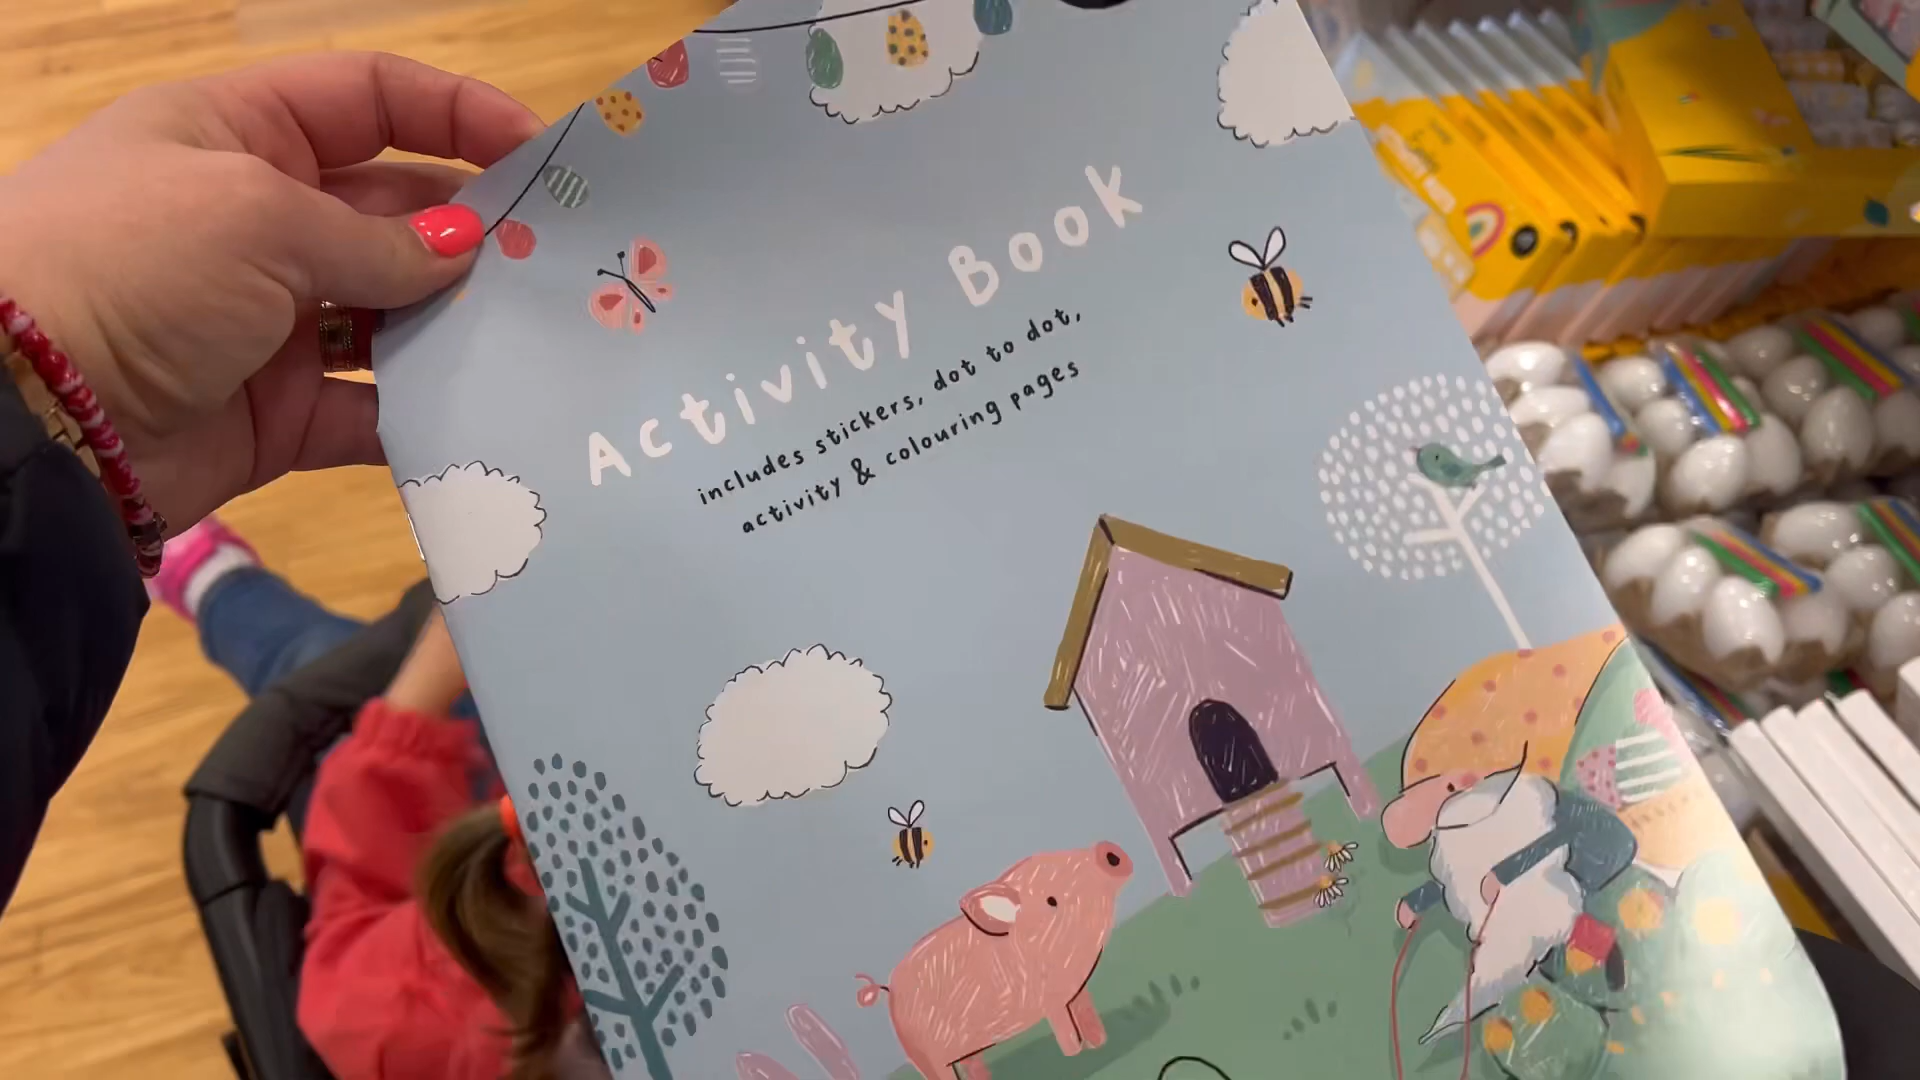 Activity Book
includes stickers, dot to dot,
activity & colouring pages